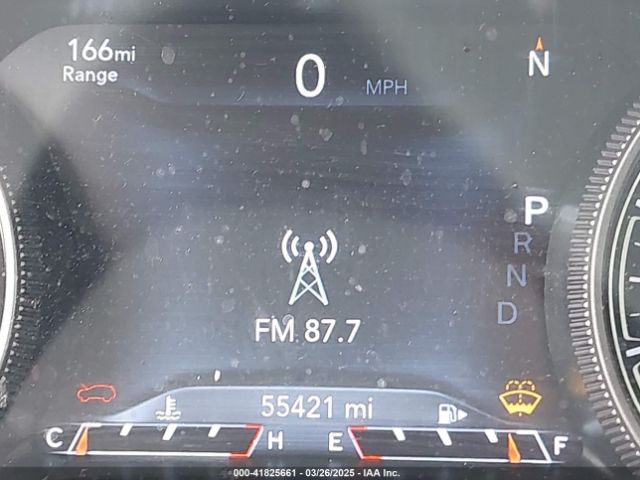 166mi
Range
0 MPH
N
P
R
N
D
FM 87.7
55421 mi
C H E F
000-41825661 - 03/26/2025 - IAA Inc.